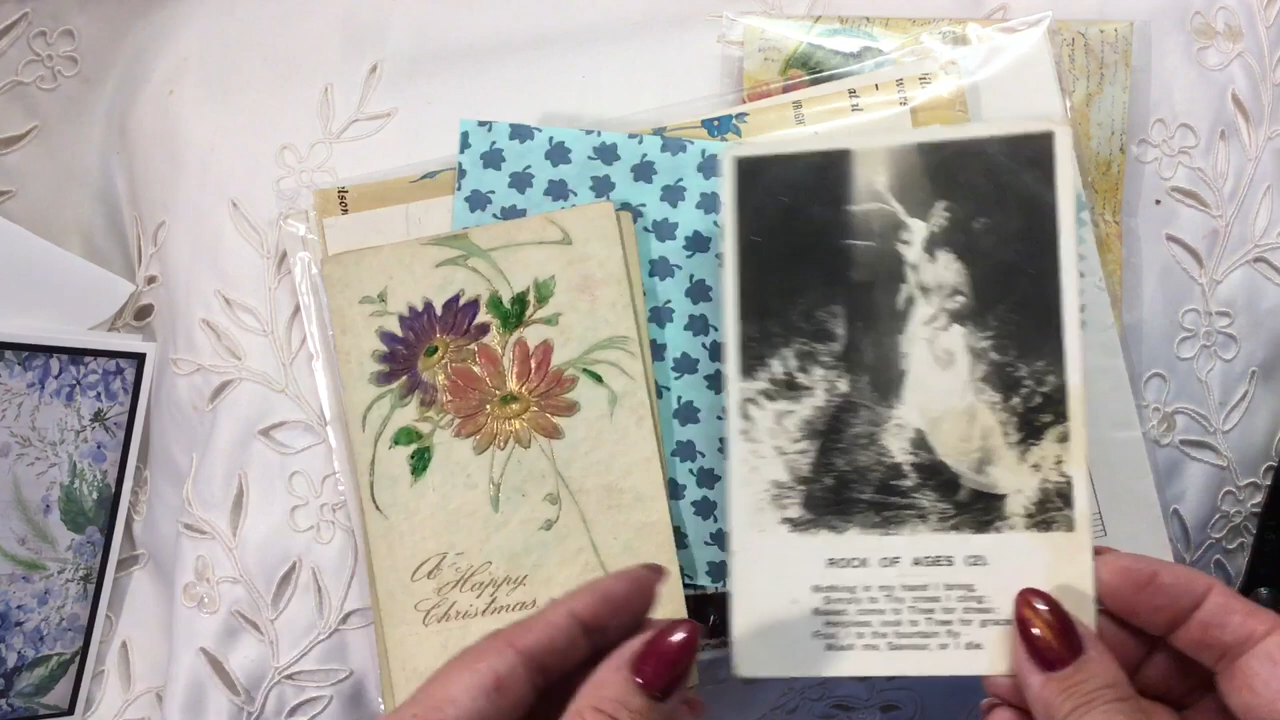 A
Happy
Christmas
ROCK OF AGES (2).
Nothing in my hand I bring,
Simply to Thy cross I cling;
Naked, come to Thee for dress;
Helpless, look to Thee for grace
Foul, I to the fountain fly—
Wash me, Saviour, or I die.